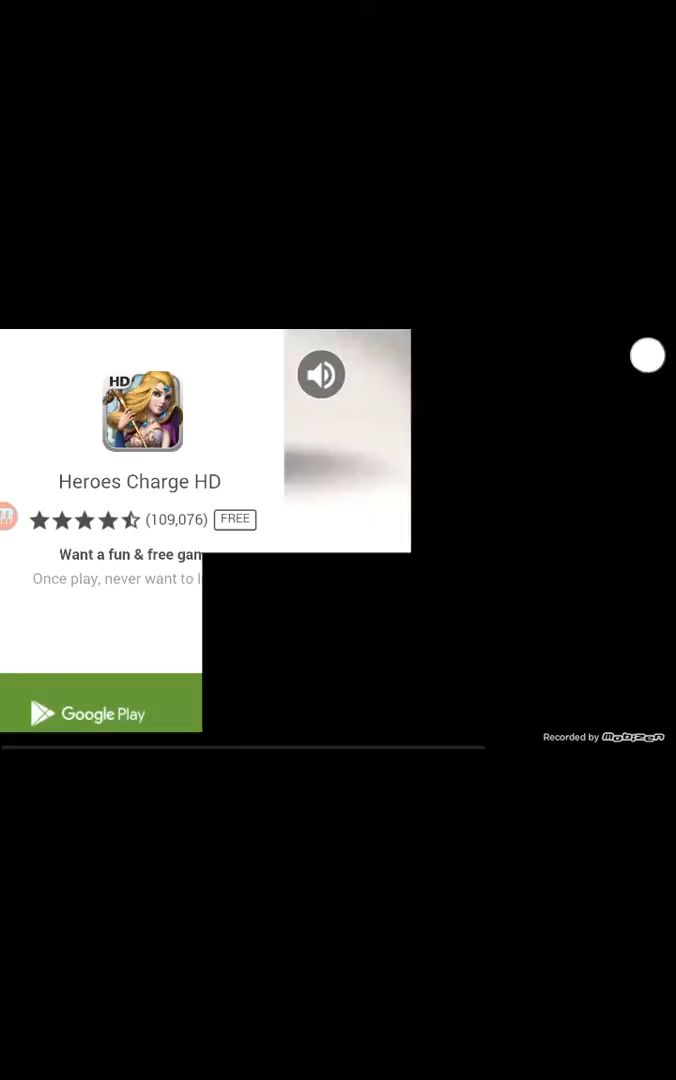 HD
Heroes Charge HD
(109,076) FREE
Want a fun & free gam
Once play, never want to l
Google Play
Recorded by Mobizen